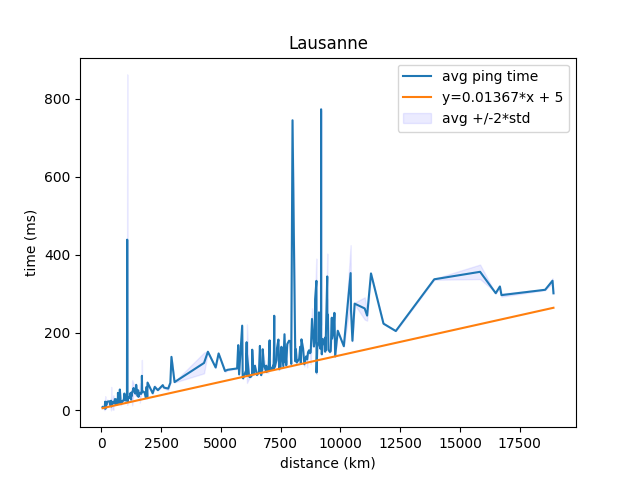 Lausanne
avg ping time
y=0.01367*x + 5
avg +/-2*std
800
600
400
200
0
time (ms)
0 2500 5000 7500 10000 12500 15000 17500
distance (km)